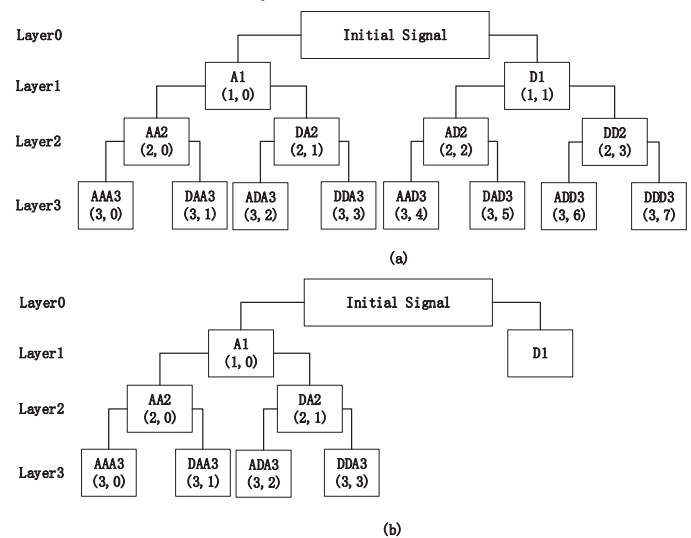 Layer0 Initial Signal
Layer1 A1 D1
(1,0) (1,1)
Layer2 AA2 DA2 AD2 DD2
(2,0) (2,1) (2,2) (2,3)
Layer3 AAA3 DAA3 ADA3 DDA3 AAD3 DAD3 ADD3 DDD3
(3,0) (3,1) (3,2) (3,3) (3,4) (3,5) (3,6) (3,7)
(a)
Layer0 Initial Signal
Layer1 A1 D1
(1,0)
Layer2 AA2 DA2
(2,0) (2,1)
Layer3 AAA3 DAA3 ADA3 DDA3
(3,0) (3,1) (3,2) (3,3)
(b)